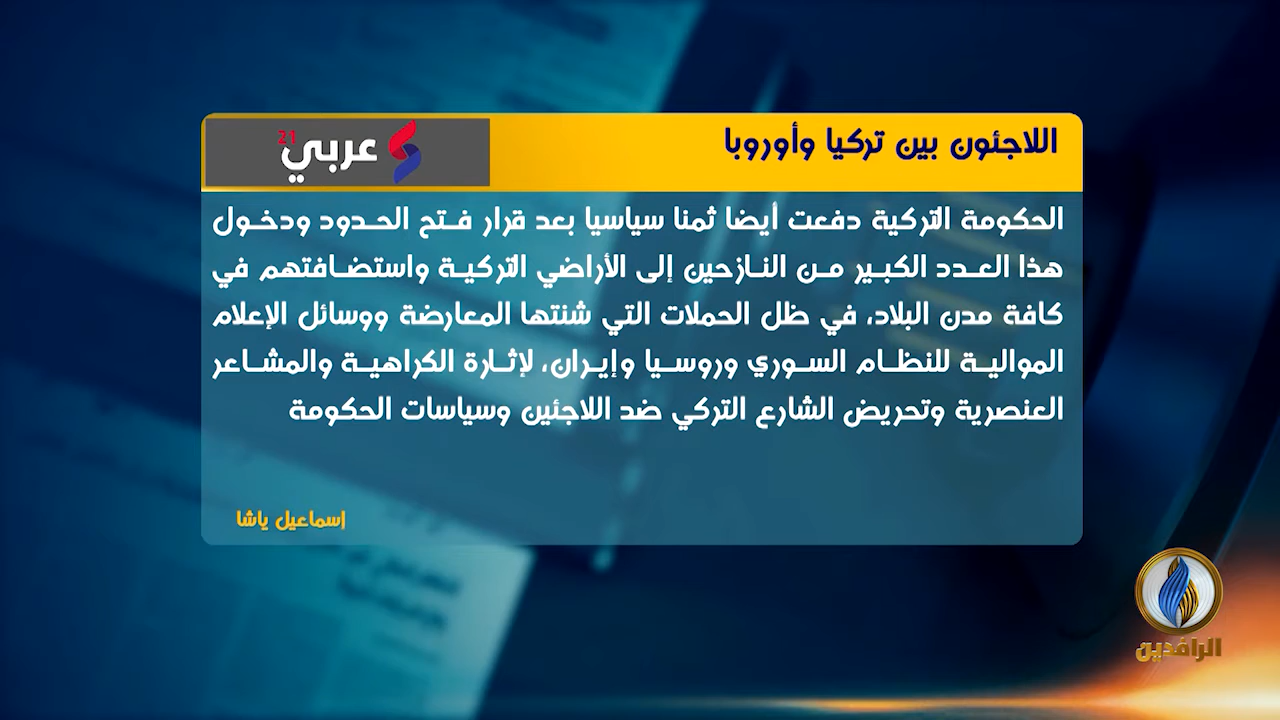 اللاجئون بين تركيا وأوروبا
عربي 21
الحكومة التركية دفعت أيضا ثمنا سياسيا بعد قرار فتح الحدود ودخول
هذا العدد الكبير من النازحين إلى الأراضي التركية واستضافتهم في
كافة مدن البلاد، في ظل الحملات التي شنتها المعارضة ووسائل الإعلام
الموالية للنظام السوري وروسيا وإيران، لإثارة الكراهية والمشاعر
العنصرية وتحريض الشارع التركي ضد اللاجئين وسياسات الحكومة
إسماعيل ياشا
الرافدين